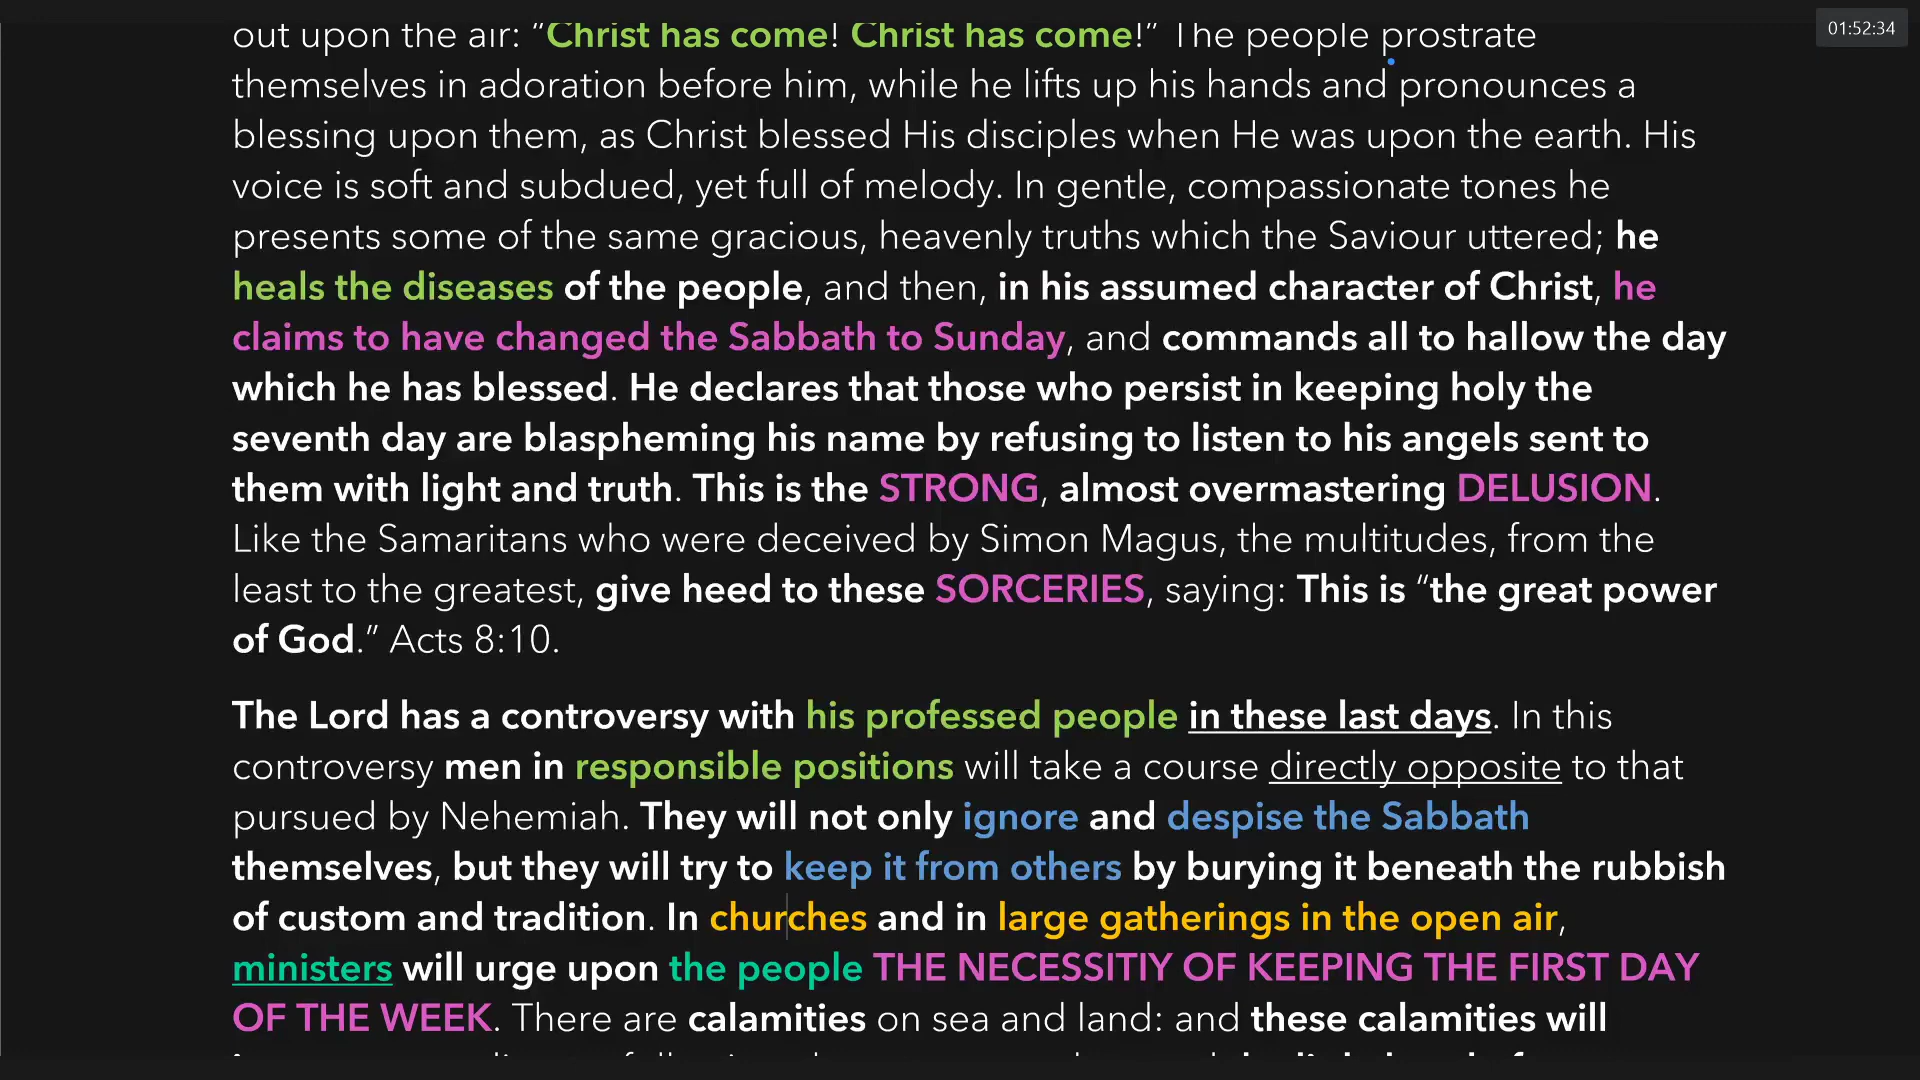 out upon the air: “Christ has come! Christ has come!” The people prostrate
01:52:34
themselves in adoration before him, while he lifts up his hands and pronounces a
blessing upon them, as Christ blessed His disciples when He was upon the earth. His
voice is soft and subdued, yet full of melody. In gentle, compassionate tones he
presents some of the same gracious, heavenly truths which the Saviour uttered; he
heals the diseases of the people, and then, in his assumed character of Christ, he
claims to have changed the Sabbath to Sunday, and commands all to hallow the day
which he has blessed. He declares that those who persist in keeping holy the
seventh day are blaspheming his name by refusing to listen to his angels sent to
them with light and truth. This is the STRONG, almost overmastering DELUSION.
Like the Samaritans who were deceived by Simon Magus, the multitudes, from the
least to the greatest, give heed to these SORCERIES, saying: This is “the great power
of God.” Acts 8:10.
The Lord has a controversy with his professed people in these last days. In this
controversy men in responsible positions will take a course directly opposite to that
pursued by Nehemiah. They will not only ignore and despise the Sabbath
themselves, but they will try to keep it from others by burying it beneath the rubbish
of custom and tradition. In churches and in large gatherings in the open air,
ministers will urge upon the people THE NECESSITIY OF KEEPING THE FIRST DAY
OF THE WEEK. There are calamities on sea and land: and these calamities will